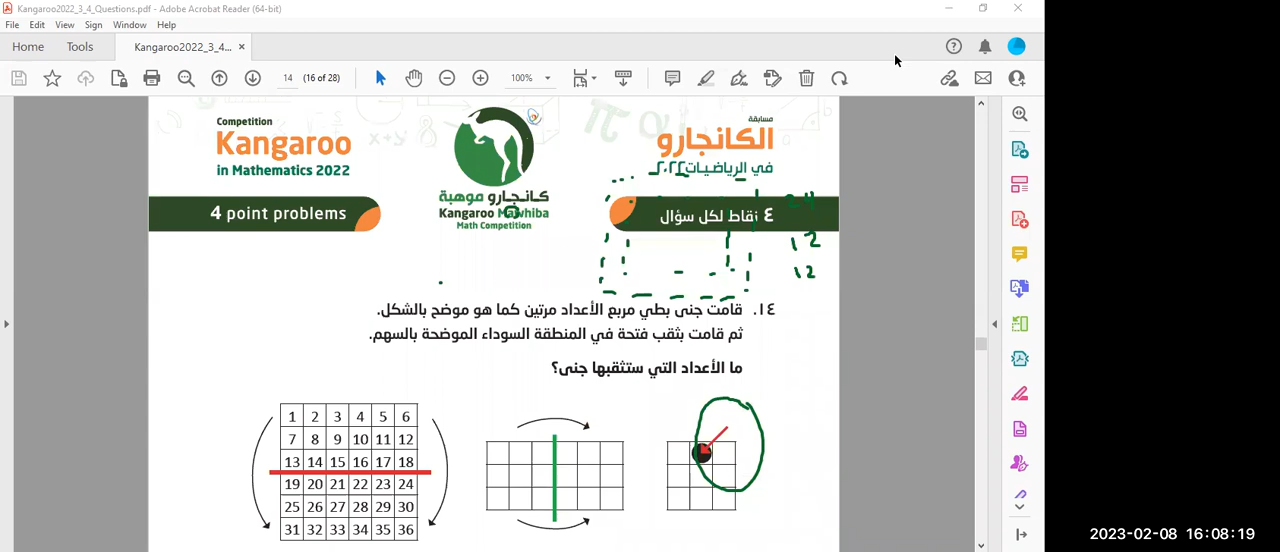 Kangaroo2022_3_4_Questions.pdf - Adobe Acrobat Reader (64-bit)
File Edit View Sign Window Help
Home Tools Kangaroo2022_3_4... ×
14 (16 of 28) 100%
Competition
Kangaroo
in Mathematics 2022
مسابقة
الكانجارو
في الرياضيات ٢٠٢٢
كانجارو موهبة
Kangaroo Mawhiba
Math Competition
4 point problems
٤ نقاط لكل سؤال
24
12
12
١٤. قامت جنى بطي مربع الأعداد مرتين كما هو موضح بالشكل.
ثم قامت بثقب فتحة في المنطقة السوداء الموضحة بالسهم.
ما الأعداد التي ستثقبها جنى؟
1 2 3 4 5 6
7 8 9 10 11 12
13 14 15 16 17 18
19 20 21 22 23 24
25 26 27 28 29 30
31 32 33 34 35 36
2023-02-08 16:08:19